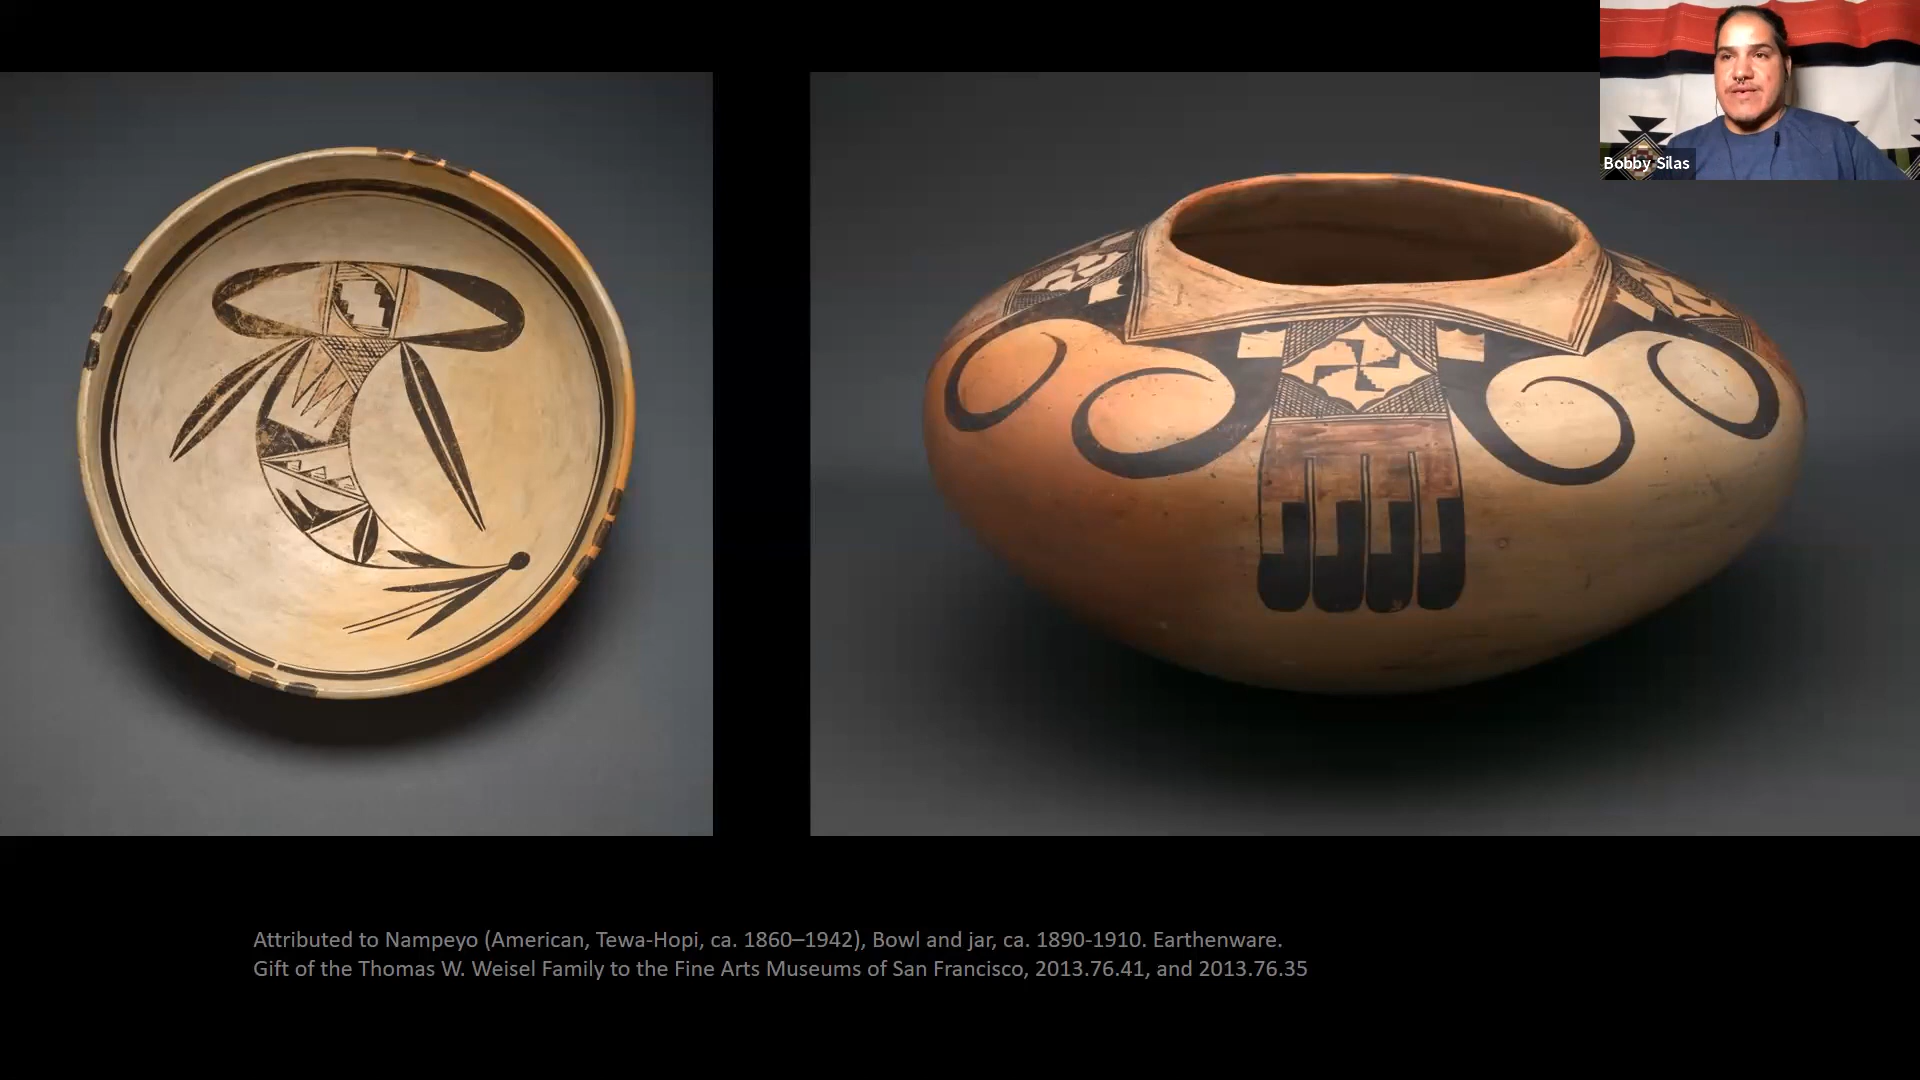 Bobby Silas
Attributed to Nampeyo (American, Tewa-Hopi, ca. 1860–1942), Bowl and jar, ca. 1890-1910. Earthenware.
Gift of the Thomas W. Weisel Family to the Fine Arts Museums of San Francisco, 2013.76.41, and 2013.76.35